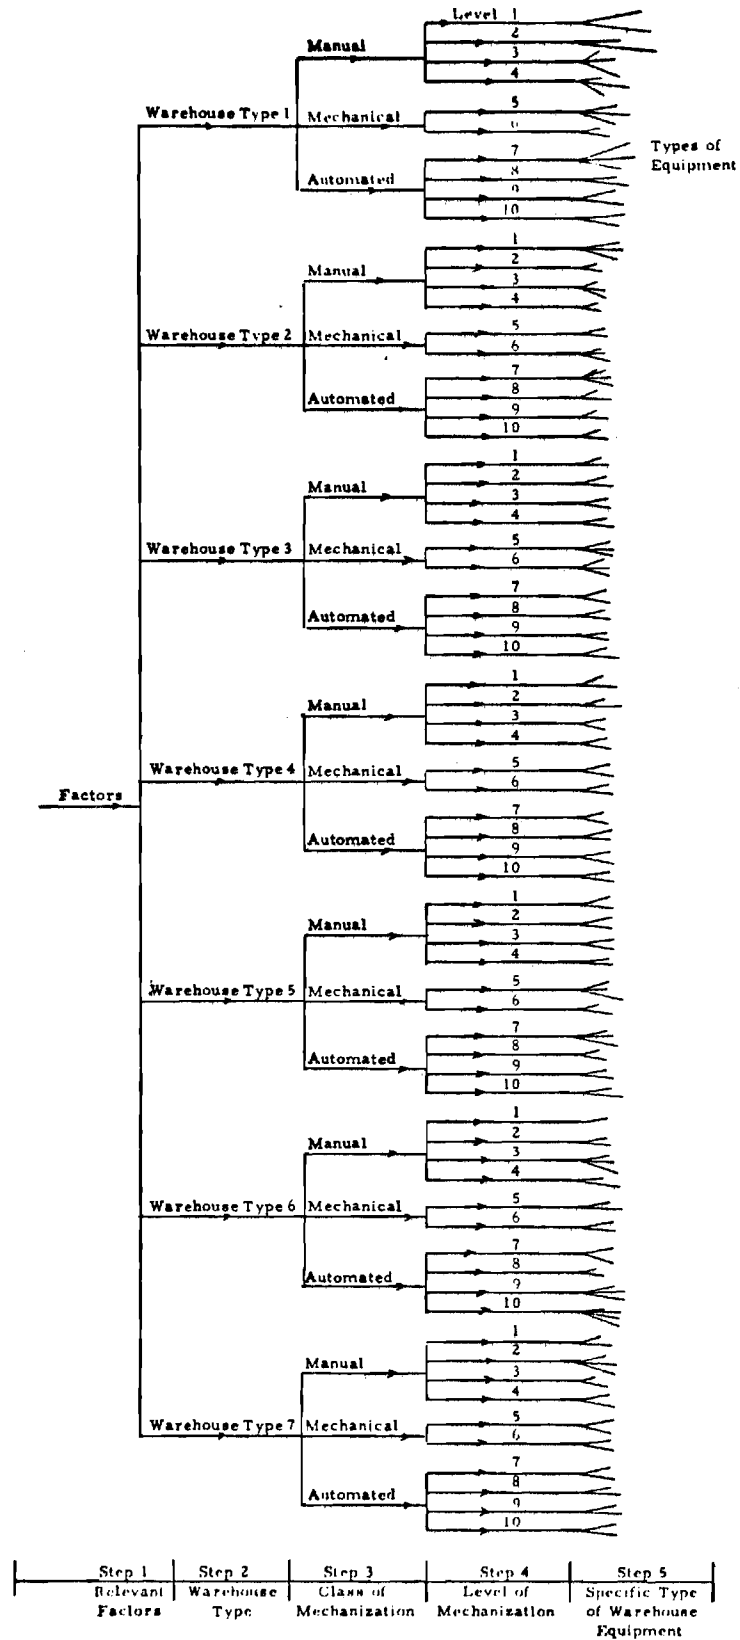 Level 1
2
Manual
3
4
5
Warehouse Type 1
Mechanical
6
7
Types of
Equipment
8
Automated
9
10
1
2
Manual
3
4
5
Warehouse Type 2
Mechanical
6
7
8
Automated
9
10
1
2
Manual
3
4
5
Warehouse Type 3
Mechanical
6
7
8
Automated
9
10
1
2
Manual
3
4
5
Warehouse Type 4
Mechanical
6
Factors
7
8
Automated
9
10
1
2
Manual
3
4
5
Warehouse Type 5
Mechanical
6
7
8
Automated
9
10
1
2
Manual
3
4
5
Warehouse Type 6
Mechanical
6
7
8
Automated
9
10
1
2
Manual
3
4
5
Warehouse Type 7
Mechanical
6
7
8
Automated
9
10
Step 1
Relevant
Factors
Step 2
Warehouse
Type
Step 3
Class of
Mechanization
Step 4
Level of
Mechanization
Step 5
Specific Type
of Warehouse
Equipment